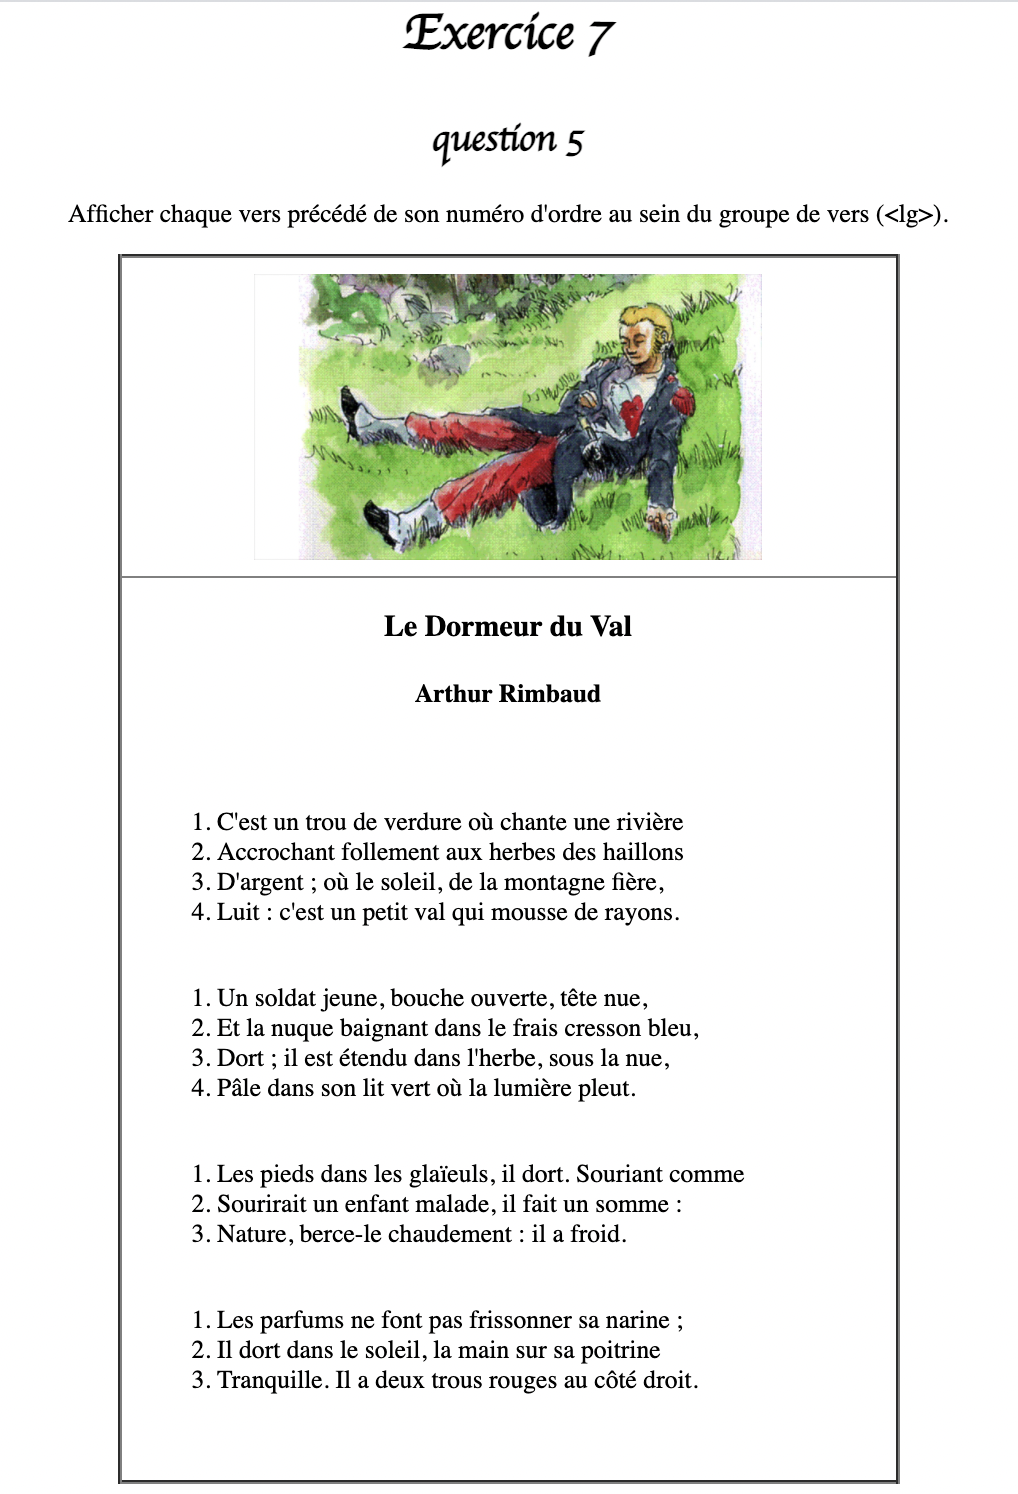 Exercice 7
question 5
Afficher chaque vers précédé de son numéro d'ordre au sein du groupe de vers (<lg>).
Le Dormeur du Val
Arthur Rimbaud
1. C'est un trou de verdure où chante une rivière
2. Accrochant follement aux herbes des haillons
3. D'argent ; où le soleil, de la montagne fière,
4. Luit : c'est un petit val qui mousse de rayons.
1. Un soldat jeune, bouche ouverte, tête nue,
2. Et la nuque baignant dans le frais cresson bleu,
3. Dort ; il est étendu dans l'herbe, sous la nue,
4. Pâle dans son lit vert où la lumière pleut.
1. Les pieds dans les glaïeuls, il dort. Souriant comme
2. Sourirait un enfant malade, il fait un somme :
3. Nature, berce-le chaudement : il a froid.
1. Les parfums ne font pas frissonner sa narine ;
2. Il dort dans le soleil, la main sur sa poitrine
3. Tranquille. Il a deux trous rouges au côté droit.